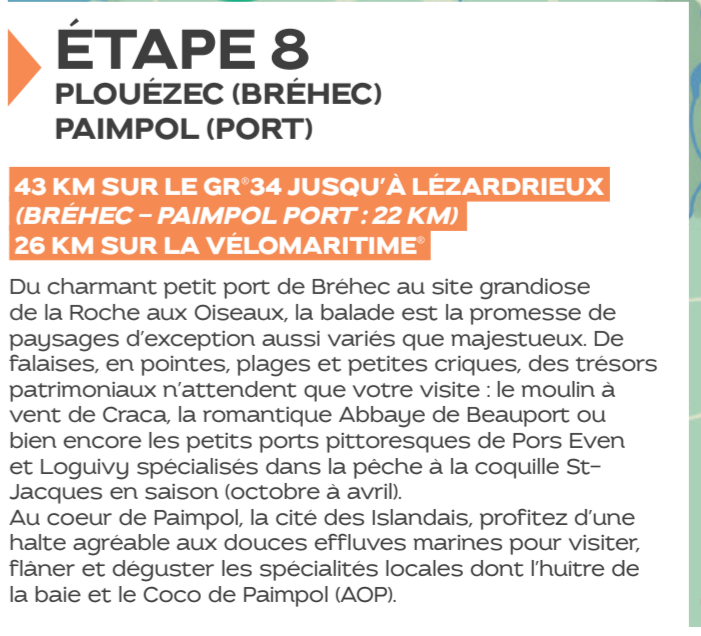 ÉTAPE 8
PLOUÉZEC (BRÉHEC)
PAIMPOL (PORT)
43 KM SUR LE GR®34 JUSQU'À LÉZARDRIEUX
(BRÉHEC – PAIMPOL PORT : 22 KM)
26 KM SUR LA VÉLOMARITIME®
Du charmant petit port de Bréhec au site grandiose
de la Roche aux Oiseaux, la balade est la promesse de
paysages d'exception aussi variés que majestueux. De
falaises, en pointes, plages et petites criques, des trésors
patrimoniaux n'attendent que votre visite : le moulin à
vent de Craca, la romantique Abbaye de Beauport ou
bien encore les petits ports pittoresques de Pors Even
et Loguivy spécialisés dans la pêche à la coquille St-
Jacques en saison (octobre à avril).
Au coeur de Paimpol, la cité des Islandais, profitez d'une
halte agréable aux douces effluves marines pour visiter,
flâner et déguster les spécialités locales dont l'huitre de
la baie et le Coco de Paimpol (AOP).